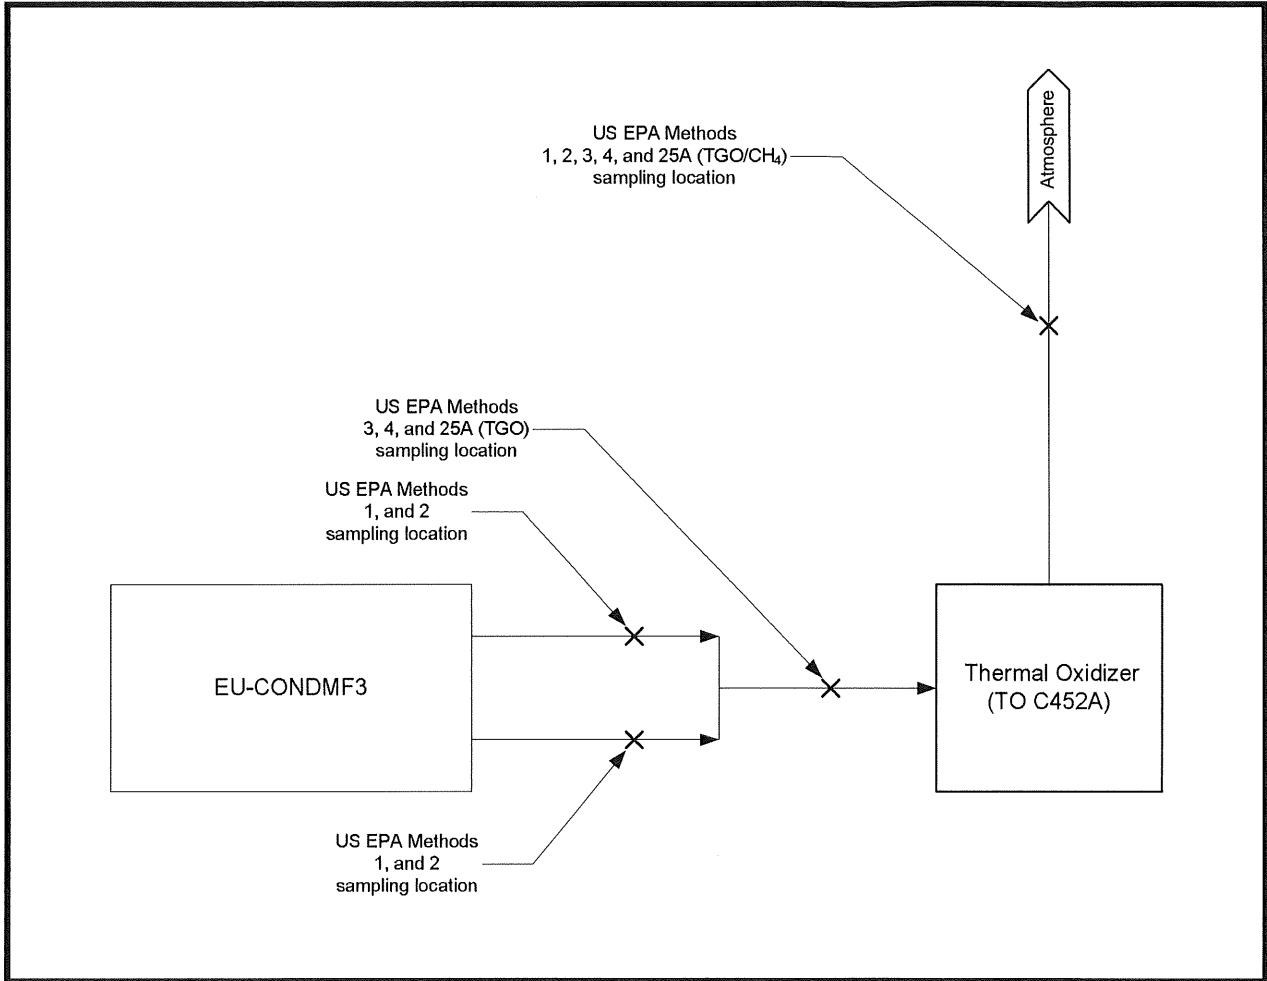 Atmosphere
US EPA Methods
1, 2, 3, 4, and 25A (TGO/CH₄)
sampling location
US EPA Methods
3, 4, and 25A (TGO)
sampling location
US EPA Methods
1, and 2
sampling location
EU-CONDMF3
Thermal Oxidizer
(TO C452A)
US EPA Methods
1, and 2
sampling location